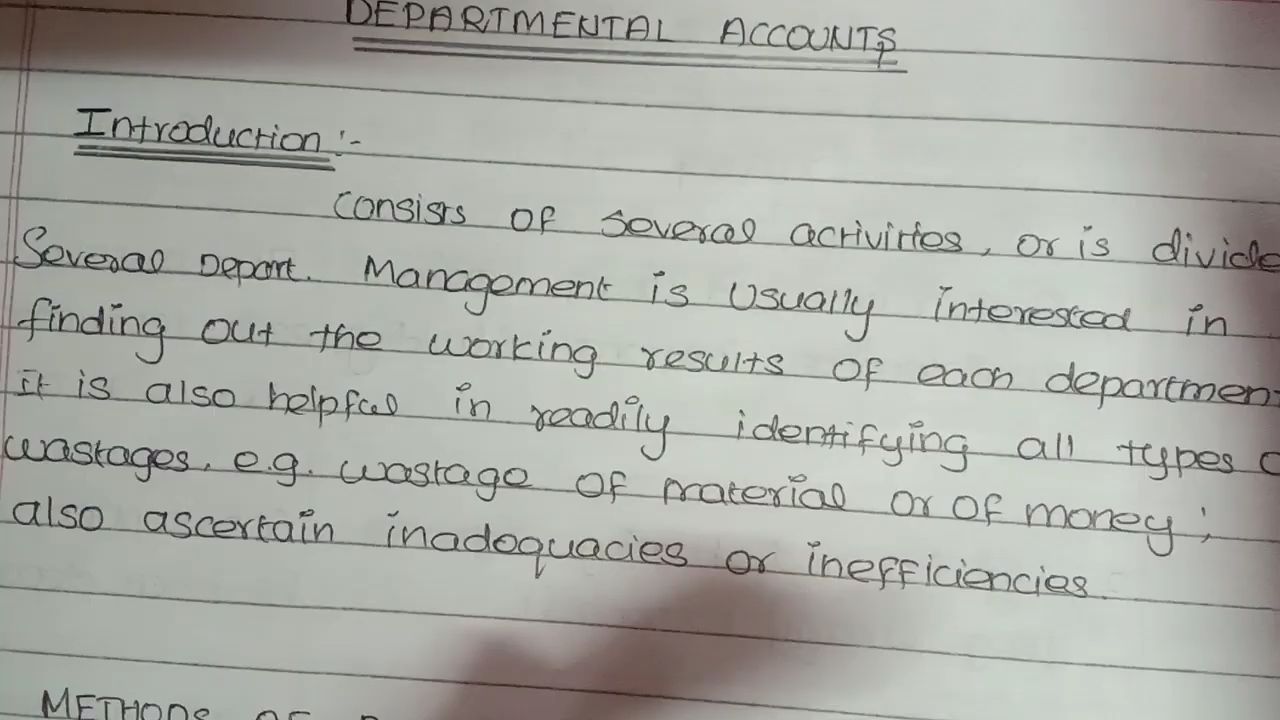 DEPARTMENTAL ACCOUNTS
Introduction :-
Consists of several activities, or is divide
Several Depart. Management is Usually interested in
finding out the working results of each departmen
it is also helpful in readily identifying all types o
wastages. e.g. wastage of material or of money;
also ascertain inadequacies or inefficiencies.
METHODS OF